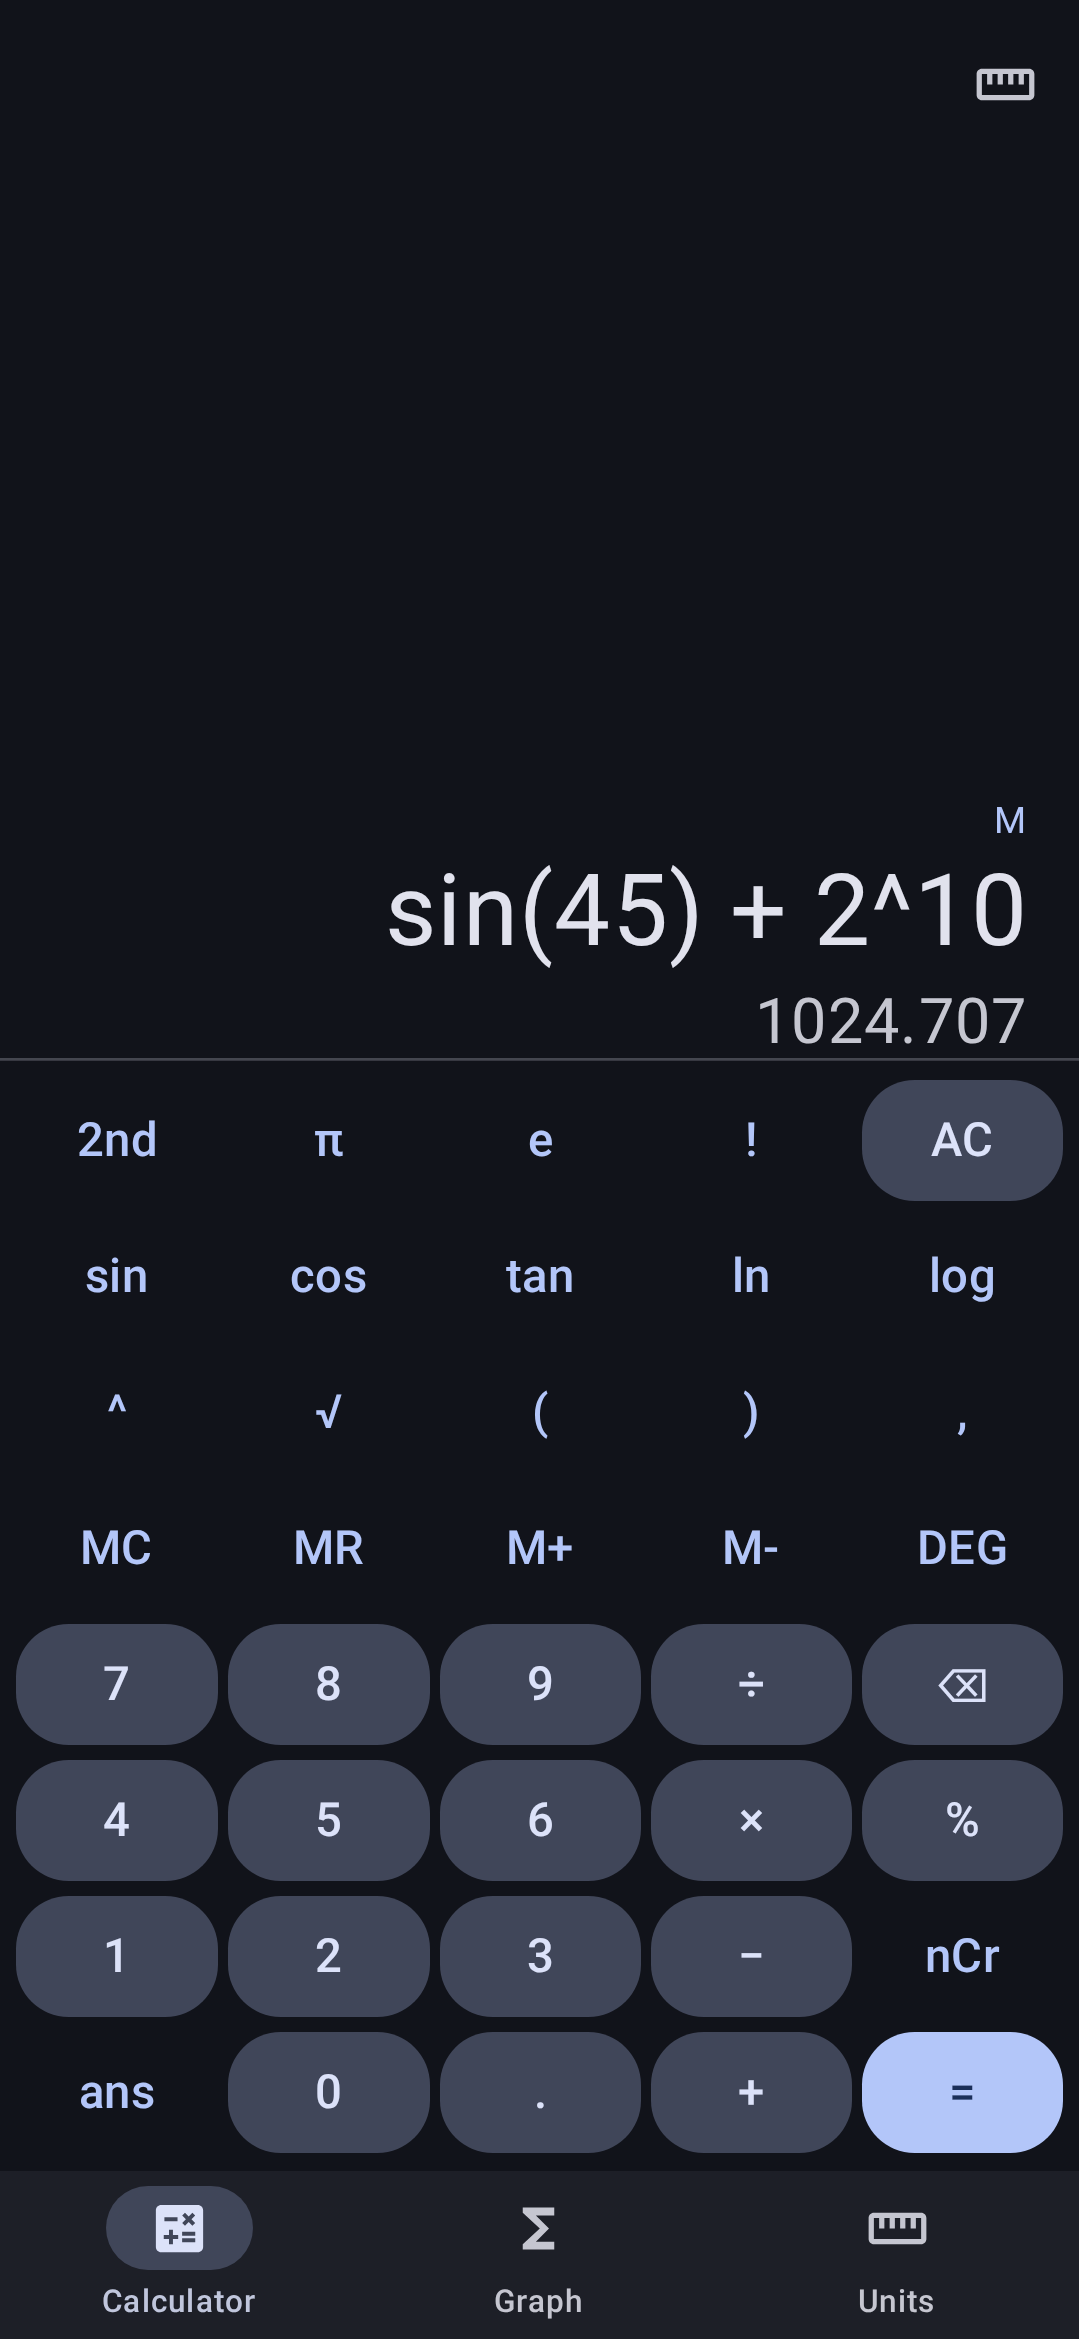 M
sin(45) + 2^10
1024.707
2nd π e ! AC
sin cos tan ln log
^ √ ( ) ,
MC MR M+ M- DEG
7 8 9 ÷
4 5 6 × %
1 2 3 − nCr
ans 0 . + =
Calculator Graph Units